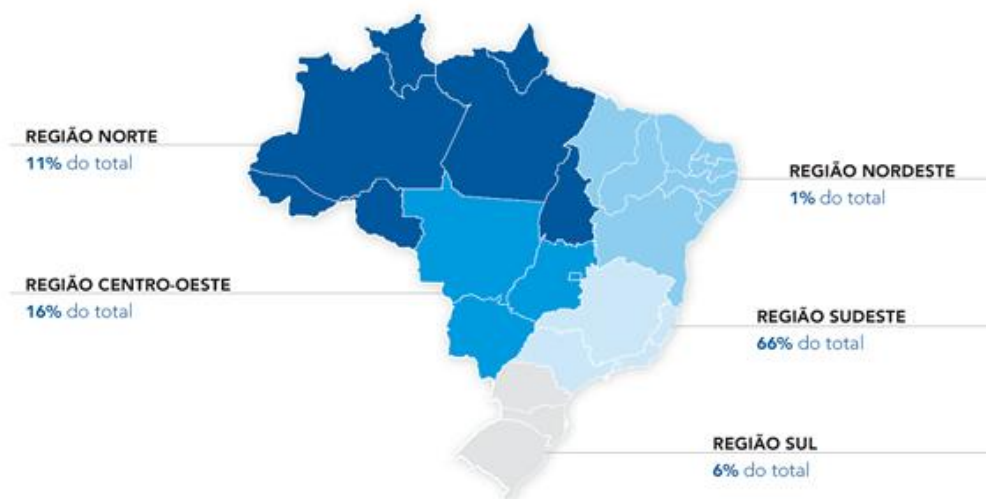 REGIÃO NORTE
11% do total
REGIÃO NORDESTE
1% do total
REGIÃO CENTRO-OESTE
16% do total
REGIÃO SUDESTE
66% do total
REGIÃO SUL
6% do total